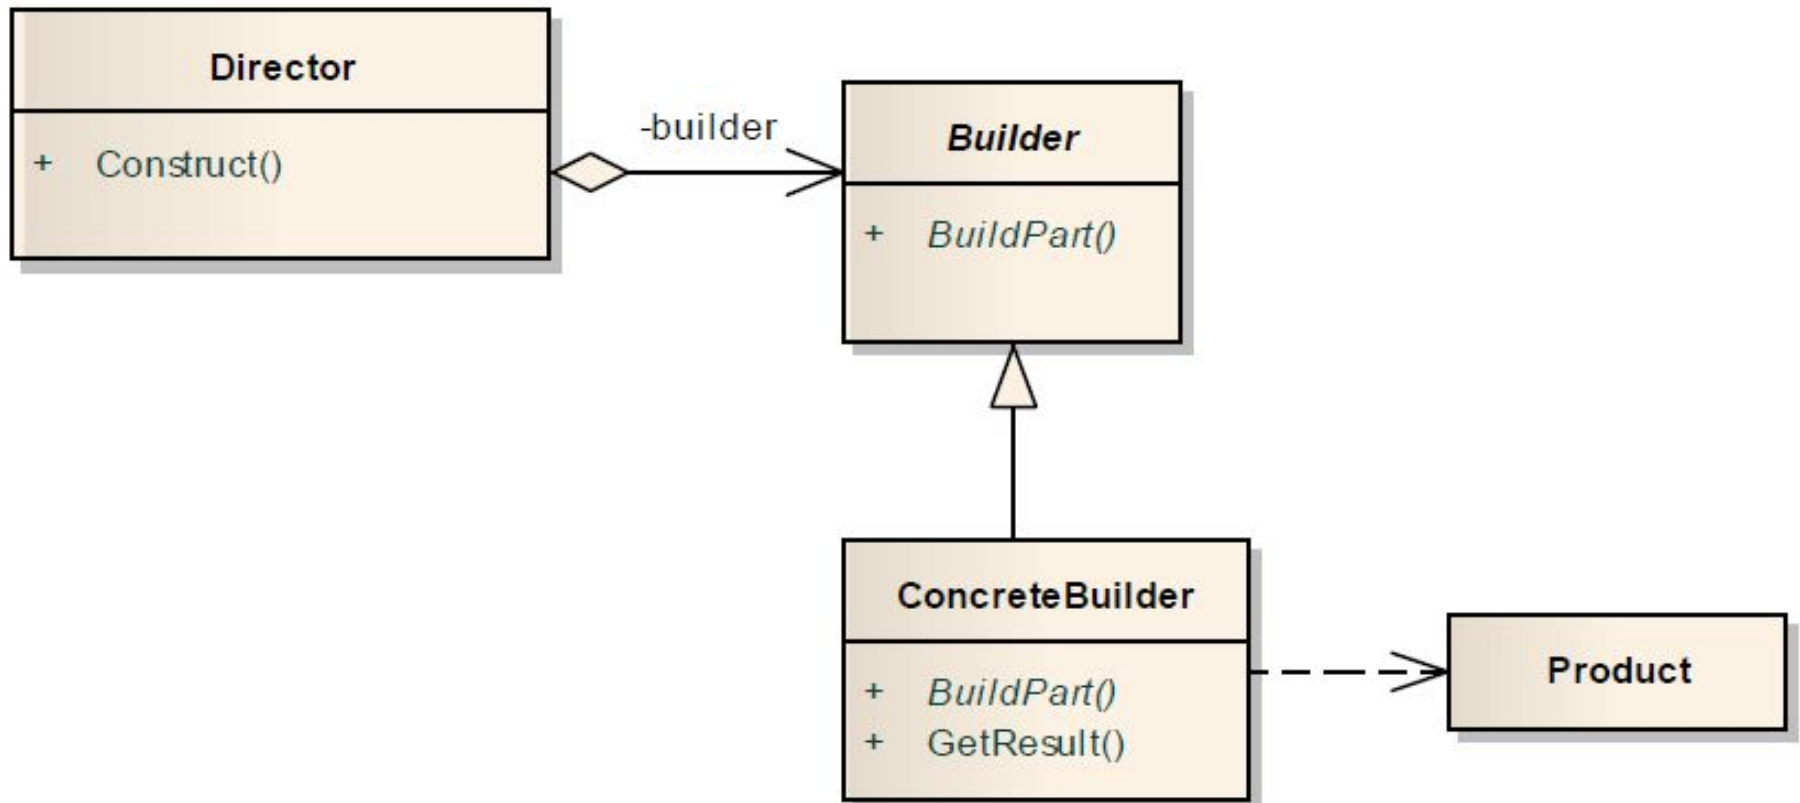 Director
+ Construct()
-builder
Builder
+ BuildPart()
ConcreteBuilder
+ BuildPart()
+ GetResult()
Product